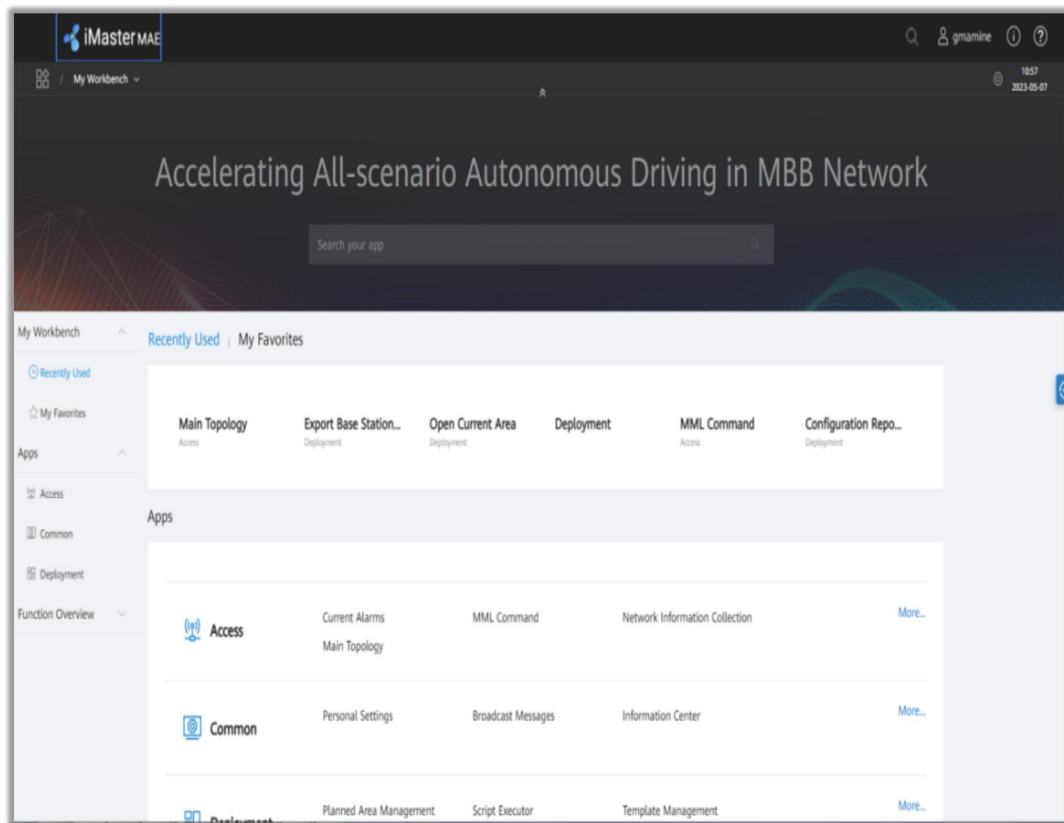 iMaster MAE
gmamine
/ My Workbench
10:57
2023-05-07
Accelerating All-scenario Autonomous Driving in MBB Network
Search your app
My Workbench
Recently Used
My Favorites
Apps
Access
Common
Deployment
Function Overview
Recently Used | My Favorites
Main Topology
Access
Export Base Station...
Deployment
Open Current Area
Deployment
Deployment
MML Command
Access
Configuration Repo...
Deployment
Apps
Access
Current Alarms
MML Command
Network Information Collection
More...
Main Topology
Common
Personal Settings
Broadcast Messages
Information Center
More...
Deployment
Planned Area Management
Script Executor
Template Management
More...